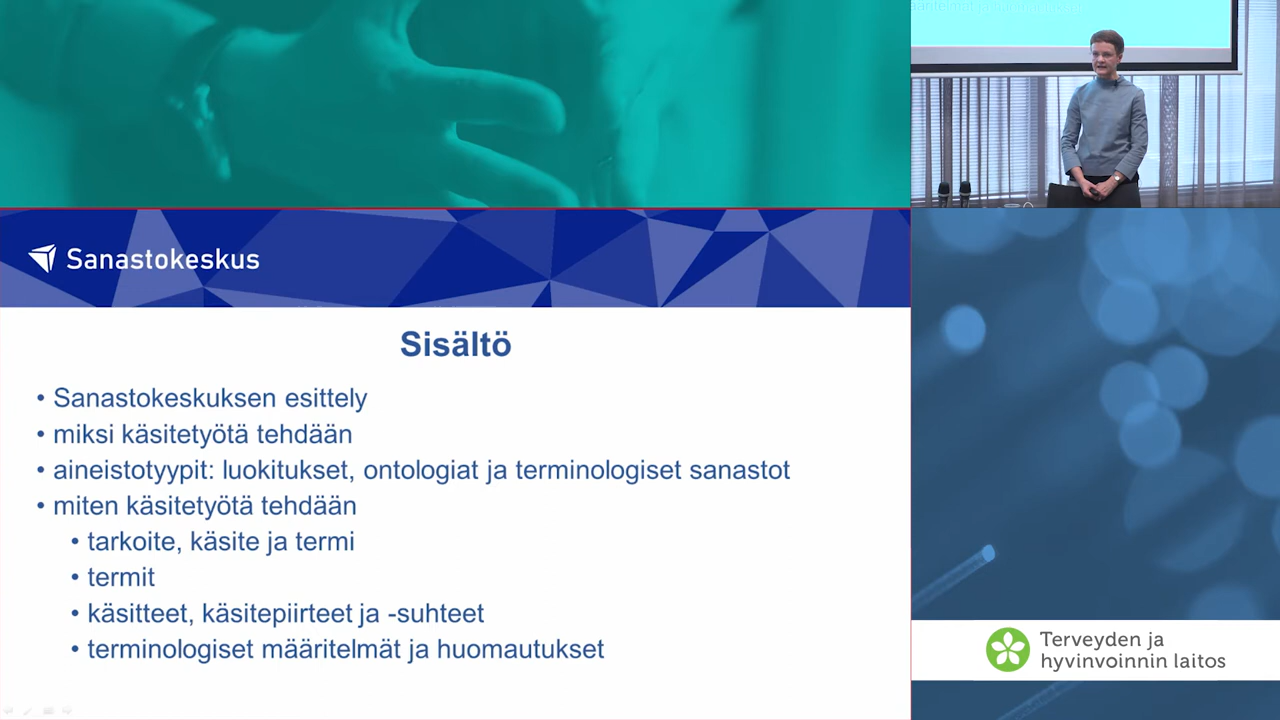 Sanastokeskus
Sisältö
• Sanastokeskuksen esittely
• miksi käsitetyötä tehdään
• aineistotyypit: luokitukset, ontologiat ja terminologiset sanastot
• miten käsitetyötä tehdään
• tarkoite, käsite ja termi
• termit
• käsitteet, käsitepiirteet ja -suhteet
• terminologiset määritelmät ja huomautukset
Terveyden ja
hyvinvoinnin laitos